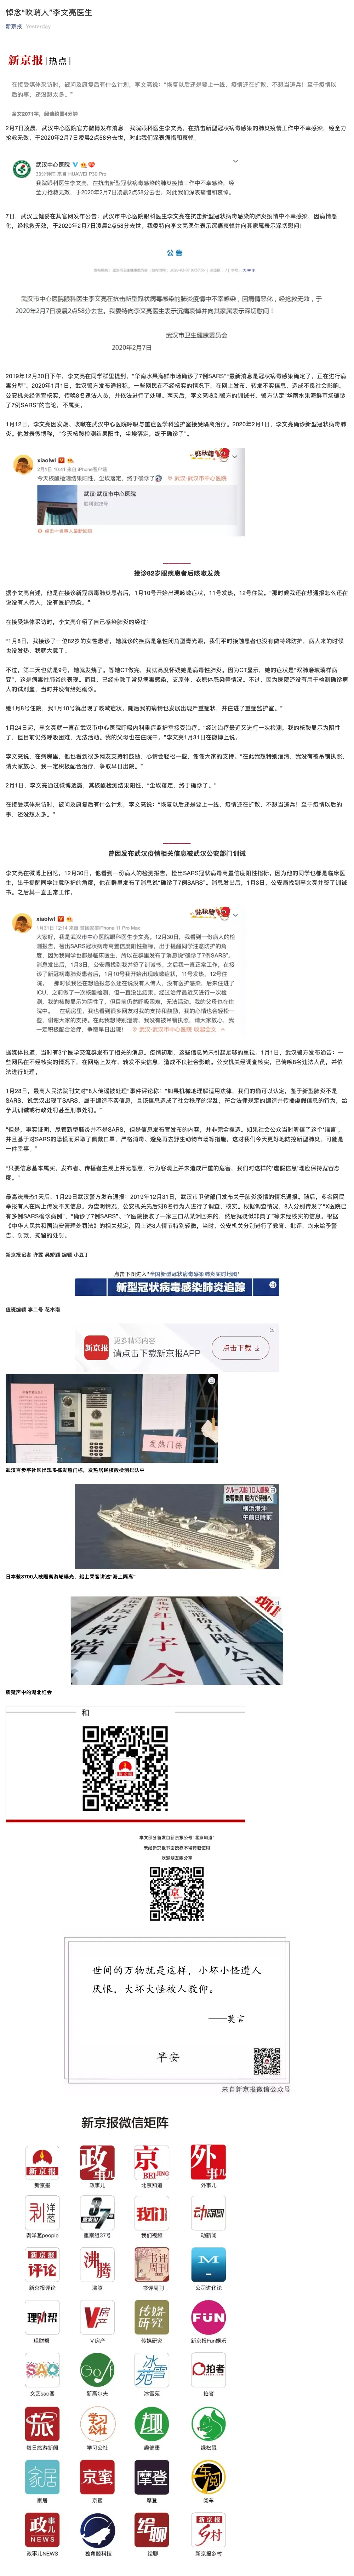 悼念“吹哨人”李文亮医生
新京报 Yesterday
新京报 | 热点 |
在接受媒体采访时，被问及康复后有什么计划，李文亮说：“恢复以后还是要上一线，疫情还在扩散，不想当逃兵！至于疫情以
后的事，还没想太多。”
全文2071字，阅读约需4分钟
2月7日凌晨，武汉中心医院官方微博发布消息：我院眼科医生李文亮，在抗击新型冠状病毒感染的肺炎疫情工作中不幸感染，经全力
抢救无效，于2020年2月7日凌晨2点58分去世，对此我们深表痛惜和哀悼。
武汉市中心医院
33分钟前 来自 HUAWEI P30 Pro
我院眼科医生李文亮，在抗击新型冠状病毒感染的肺炎疫情工作中不幸感染，经
全力抢救无效，于2020年2月7日凌晨2点58分去世，对此我们深表痛惜和哀悼。
7日，武汉卫健委在其官网发布公告：武汉市中心医院眼科医生李文亮在抗击新型冠状病毒感染的肺炎疫情工作中不幸感染，因病情恶
化，经抢救无效，于2020年2月7日凌晨2点58分去世，我委特向李文亮医生表示沉痛哀悼并向其家属表示深切慰问！
公告
武汉市中心医院眼科医生李文亮在抗击新型冠状病毒感染的肺炎疫情中不幸感染，因病情恶化，经抢救无效，于
2020年2月7日凌晨2点58分去世。我委特向李文亮医生表示沉痛哀悼并向其家属表示深切慰问！
武汉市卫生健康委员会
2020年2月7日
2019年12月30日下午，李文亮在同学群里提到，“华南水果海鲜市场确诊了7例SARS”“最新消息是冠状病毒感染确定了，正在进行病
毒分型”。2020年1月1日，武汉警方发布通报称，一些网民在不经核实的情况下，在网上发布、转发不实信息，造成不良社会影响。
公安机关经调查核实，传唤8名违法人员，并依法进行了处理。两天后，李文亮收到警方的训诫书，警方认定“华南水果海鲜市场确诊
了7例SARS”的言论，不属实。
1月12日，李文亮因发烧、咳嗽在武汉中心医院呼吸与重症医学科监护室接受隔离治疗。2020年2月1日，李文亮确诊新型冠状病毒肺
炎，他发表微博称，“今天核酸检测结果阳性，尘埃落定，终于确诊了”。
xiaolwl
2月1日 10:41 来自 iPhone客户端
今天核酸检测结果阳性，尘埃落定，终于确诊了 武汉·武汉市中心医院
武汉·武汉市中心医院
胜利街26号
接诊82岁眼疾患者后咳嗽发烧
据李文亮自述，他是在接诊新冠病毒肺炎患者后，1月10号开始出现咳嗽症状，11号发热，12号住院。“那时候我还在想通报怎么还在
说没有人传人，没有医护感染。”
在接受媒体采访时，李文亮介绍了自己感染肺炎的经过：
“1月8日，我接诊了一位82岁的女性患者，她就诊的疾病是急性闭角型青光眼。我们平时接触患者也没有做特殊防护，病人来的时候
也没发热，我就大意了。
不过，第二天也就是9号，她就发烧了。等她CT做完，我就高度怀疑她是病毒性肺炎。因为CT显示，她的症状是“双肺磨玻璃样病
变”，这是病毒性肺炎的表现。而且，已经排除了常见病毒感染，支原体、衣原体感染等情况。不过，因为医院还没有用于检测确诊病
人的试剂盒，当时并没有给她确诊。
她1月8号住院，我1月10号就出现了咳嗽症状。随后我的病情也发展出现严重症状，并住进了重症监护室。”
1月24日起，李文亮就一直在武汉市中心医院呼吸内科重症监护室接受治疗。“经过治疗最近又进行一次检测，我的核酸显示为阴性
了，但目前仍然呼吸困难，无法活动。我的父母也在住院中。”李文亮1月31日在微博上说。
李文亮说，在病房里，他也看到很多网友支持和鼓励，心情会轻松一些，谢谢大家的支持。“在此我想特别澄清，我没有被吊销执照，
请大家放心，我一定积极配合治疗，争取早日出院。”
2月1日，李文亮通过微博透露，其核酸检测结果阳性，“尘埃落定，终于确诊了。”
在接受媒体采访时，被问及康复后有什么计划，李文亮说：“恢复以后还是要上一线，疫情还在扩散，不想当逃兵！至于疫情以后的
事，还没想太多。”
曾因发布武汉疫情相关信息被武汉公安部门训诫
李文亮在微博上回忆，12月30日，他看到一份病人的检测报告，检出SARS冠状病毒高置信度阳性指标。因为他的同学也都是临床医
生，出于提醒同学注意防护的角度，他在群里发布了消息说“确诊了7例SARS”。消息发出后，1月3日，公安局找到李文亮并签了训诫
书。之后其一直正常工作。
xiaolwl
1月31日 12:14 来自 贫困斑豹iPhone 11 Pro Max
大家好，我是武汉市中心医院眼科医生李文亮。12月30日，我看到一份病人的检
测报告，检出SARS冠状病毒高置信度阳性指标，出于提醒同学注意防护的角
度，因为我同学也都是临床医生，所以在群里发布了消息说“确诊了7例SARS”。
消息发出后，1月3日，公安局找到我并签了训诫书。之后我一直正常工作，在接
诊了新冠病毒肺炎患者后，1月10号我开始出现咳嗽症状，11号发热，12号住
院。那时候我还在想通报怎么还在说没有人传人，没有医护感染，后来住进了
ICU，之前做了一次核酸检测，但一直没出结果。经过治疗最近又进行了一次检
测，我的核酸显示为阴性了，但目前仍然呼吸困难，无法活动。我的父母也在住
院中。在病房里，我也看到很多网友对我的支持和鼓励，我的心情也会轻松一
些，谢谢大家的支持。在此我想特别澄清，我没有被吊销执照，请大家放心，我
一定积极配合治疗，争取早日出院！ 武汉·武汉市中心医院 收起全文
据媒体报道，当时有3个医学交流群发布了相关的消息。疫情初期，这些信息尚未引起足够的重视。1月1日，武汉警方发布通告：一
些网民在不经核实的情况下，在网络上发布、转发不实信息，造成不良社会影响。公安机关经调查核实，已传唤8名违法人员，并依
法进行处理。
1月28日，最高人民法院刊文对“8人传谣被处理”事件评论称：“如果机械地理解适用法律，我们的确可以认定，鉴于新型肺炎不是
SARS，说武汉出现了SARS，属于编造不实信息，且该信息造成了社会秩序的混乱，符合法律规定的编造并传播虚假信息的行为，给
予其训诫或行政处罚甚至刑事处罚。”
“但是，事实证明，尽管新型肺炎并不是SARS，但是信息发布者发布的内容，并非完全捏造。如果社会公众当时听信了这个‘谣言’，
并且基于对SARS的恐慌而采取了佩戴口罩、严格消毒、避免再去野生动物市场等措施，这对我们今天更好地防控新型肺炎，可能是
一件幸事。”
“只要信息基本属实，发布者、传播者主观上并无恶意，行为客观上并未造成严重的危害，我们对这样的‘虚假信息’理应保持宽容态
度。”
最高法表态1天后，1月29日武汉警方发布通报：2019年12月31日，武汉市卫健部门发布关于肺炎疫情的情况通报。随后，多名网民
举报有人在网上传发不实信息。为查明情况，公安机关先后对8名行为人进行了调查、核实。根据调查情况，8人分别传发了“X医院已
有多例SARS确诊病例”、“确诊了7例SARS”、“Y医院接收了一家三口从某洲回来的，然后就疑似非典了”等未经核实的信息。根据
《中华人民共和国治安管理处罚法》的相关规定，因上述8人情节特别轻微，当时，公安机关分别进行了教育、批评，均未给予警
告、罚款、拘留的处罚。
新京报记者 许雯 吴娇颖 编辑 小豆丁
点击下图进入“全国新型冠状病毒感染肺炎实时地图”
新型冠状病毒感染肺炎追踪
值班编辑 李二号 花木南
新京报
更多精彩内容
请点击下载新京报APP
点击下载
发热门栋
武汉百步亭社区出现多栋发热门栋，发热居民核酸检测排队中
クルーズ船 10人感染
乗客乗員 船内で待機へ
横浜港沖
午前8時前
日本载3700人被隔离游轮曝光，船上乘客讲述“海上隔离”
红十字会
有限公司
质疑声中的湖北红会
和
本文部分首发自新京报公号“北京知道”
未经新京报书面授权不得转载使用
欢迎朋友圈分享
世间的万物就是这样，小坏小怪遭人
厌恨，大坏大怪被人敬仰。
——莫言
早安
来自新京报微信公众号
新京报微信矩阵
新京报 政事儿 北京知道 外事儿
剥洋葱people 重案组37号 我们视频 动新闻
新京报评论 沸腾 书评周刊 公司进化论
理财帮 V房产 传媒研究 新京报Fun娱乐
文艺sao客 新高尔夫 冰雪苑 拍者
每日旅游新闻 学习公社 趣健康 绿松鼠
家居 京蜜 摩登 阅车
政事儿NEWS 独角鲸科技 给聊 新京报乡村